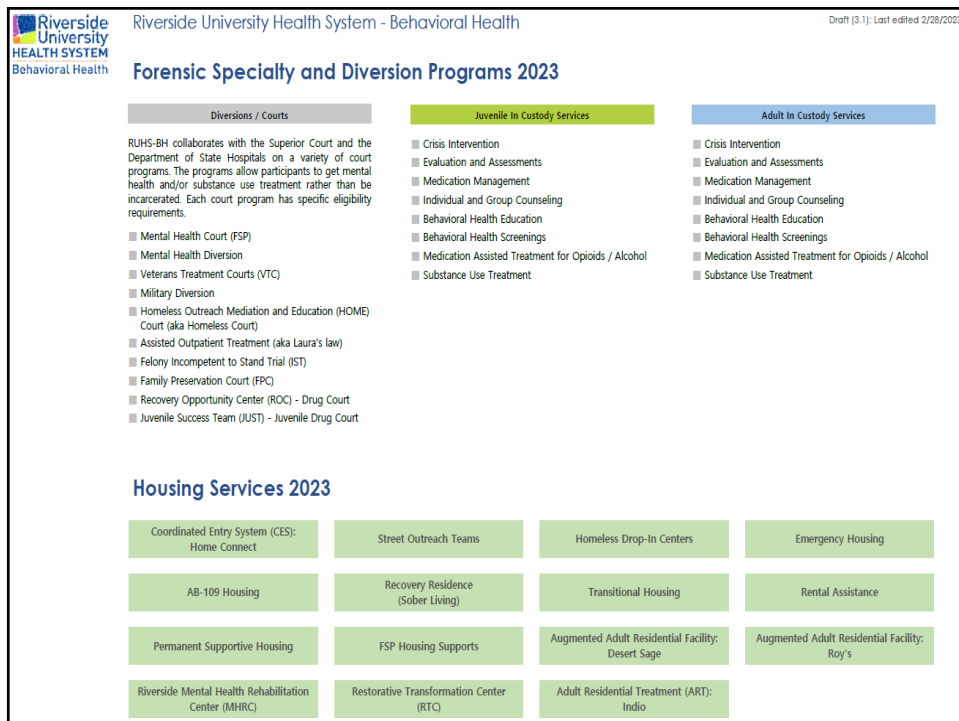 Riverside
University
HEALTH SYSTEM
Behavioral Health
Riverside University Health System - Behavioral Health
Draft (3.1): Last edited 2/28/2023
Forensic Specialty and Diversion Programs 2023
Diversions / Courts
RUHS-BH collaborates with the Superior Court and the
Department of State Hospitals on a variety of court
programs. The programs allow participants to get mental
health and/or substance use treatment rather than be
incarcerated. Each court program has specific eligibility
requirements.
Mental Health Court (FSP)
Mental Health Diversion
Veterans Treatment Courts (VTC)
Military Diversion
Homeless Outreach Mediation and Education (HOME)
Court (aka Homeless Court)
Assisted Outpatient Treatment (aka Laura's law)
Felony Incompetent to Stand Trial (IST)
Family Preservation Court (FPC)
Recovery Opportunity Center (ROC) - Drug Court
Juvenile Success Team (JUST) - Juvenile Drug Court
Juvenile In Custody Services
Crisis Intervention
Evaluation and Assessments
Medication Management
Individual and Group Counseling
Behavioral Health Education
Behavioral Health Screenings
Medication Assisted Treatment for Opioids / Alcohol
Substance Use Treatment
Adult In Custody Services
Crisis Intervention
Evaluation and Assessments
Medication Management
Individual and Group Counseling
Behavioral Health Education
Behavioral Health Screenings
Medication Assisted Treatment for Opioids / Alcohol
Substance Use Treatment
Housing Services 2023
Coordinated Entry System (CES):
Home Connect
Street Outreach Teams
Homeless Drop-In Centers
Emergency Housing
AB-109 Housing
Recovery Residence
(Sober Living)
Transitional Housing
Rental Assistance
Permanent Supportive Housing
FSP Housing Supports
Augmented Adult Residential Facility:
Desert Sage
Augmented Adult Residential Facility:
Roy's
Riverside Mental Health Rehabilitation
Center (MHRC)
Restorative Transformation Center
(RTC)
Adult Residential Treatment (ART):
Indio